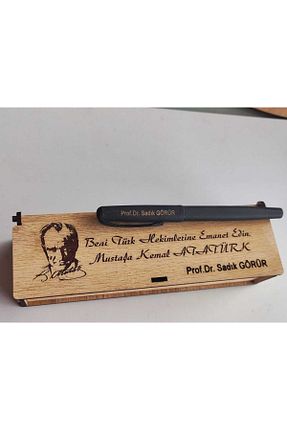 Prof.Dr. Sadık GÖRÜR
Beni Türk Hekimlerine Emanet Edin.
Mustafa Kemal ATATÜRK
Prof.Dr. Sadık GÖRÜR